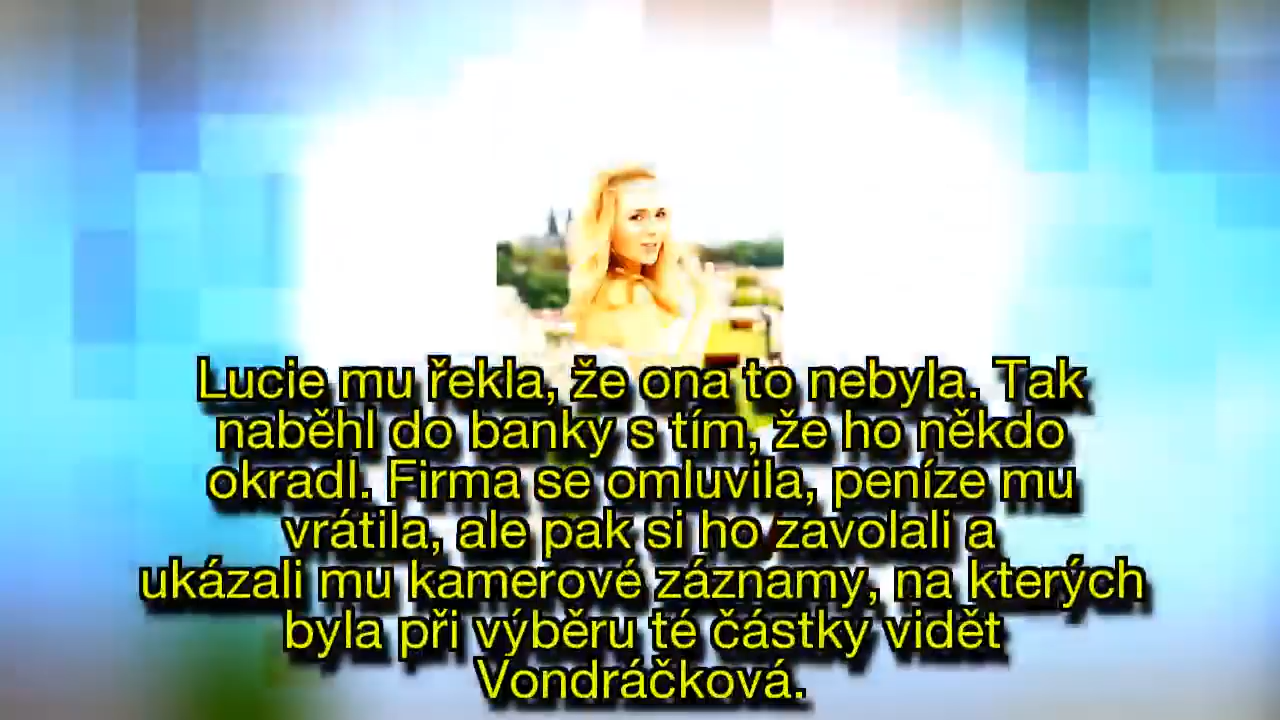 Lucie mu řekla, že ona to nebyla. Tak
naběhl do banky s tím, že ho někdo
okradl. Firma se omluvila, peníze mu
vrátila, ale pak si ho zavolali a
ukázali mu kamerové záznamy, na kterých
byla při výběru té částky vidět
Vondráčková.